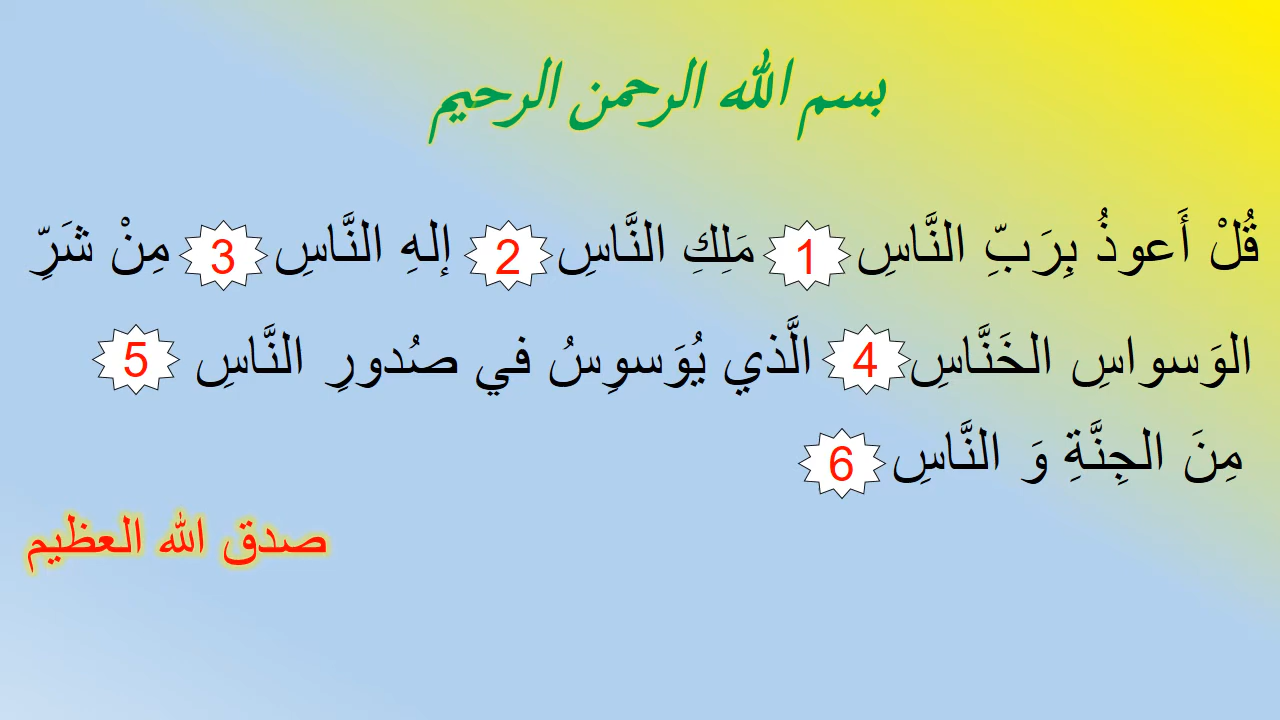 بسم الله الرحمن الرحيم
قُلْ أَعوذُ بِرَبِّ النَّاسِ 1 مَلِكِ النَّاسِ 2 إلهِ النَّاسِ 3 مِنْ شَرِّ
الوَسواسِ الخَنَّاسِ 4 الَّذي يُوَسوِسُ في صُدورِ النَّاسِ 5
مِنَ الجِنَّةِ وَ النَّاسِ 6
صدق الله العظيم